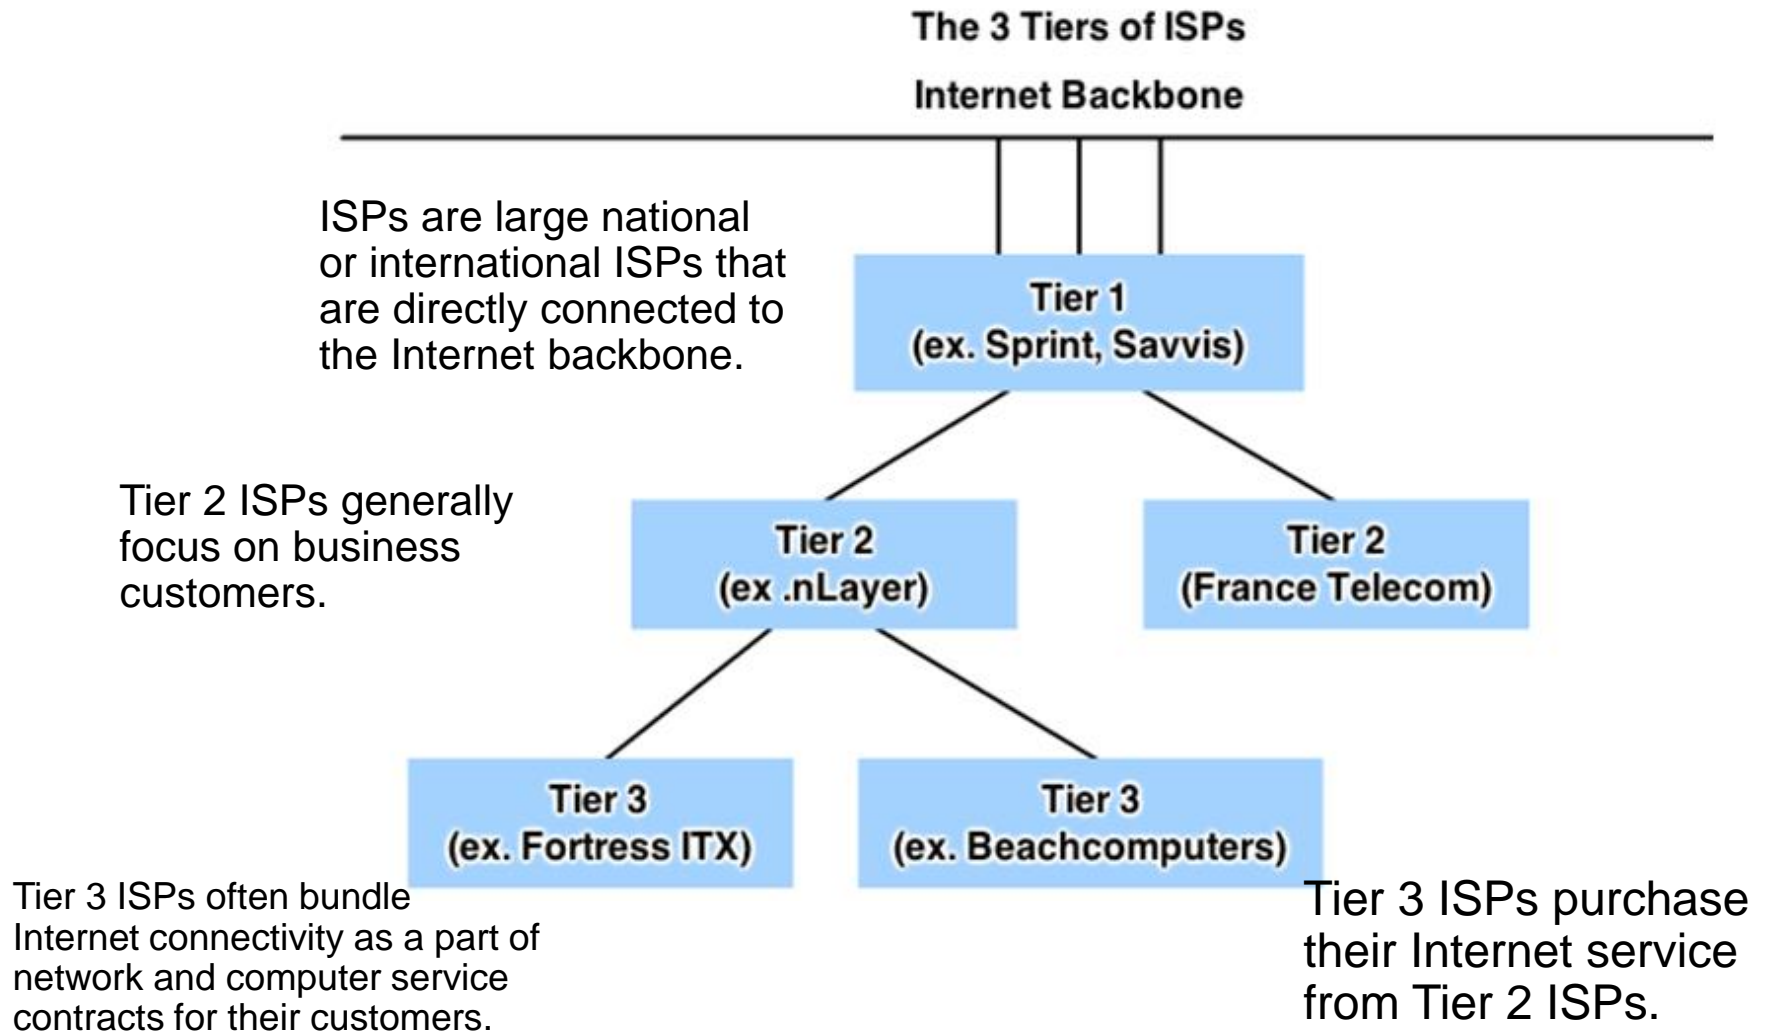 The 3 Tiers of ISPs
Internet Backbone
ISPs are large national
or international ISPs that
are directly connected to
the Internet backbone.
Tier 1
(ex. Sprint, Savvis)
Tier 2 ISPs generally
focus on business
customers.
Tier 2
(ex .nLayer)
Tier 2
(France Telecom)
Tier 3
(ex. Fortress ITX)
Tier 3
(ex. Beachcomputers)
Tier 3 ISPs often bundle
Internet connectivity as a part of
network and computer service
contracts for their customers.
Tier 3 ISPs purchase
their Internet service
from Tier 2 ISPs.